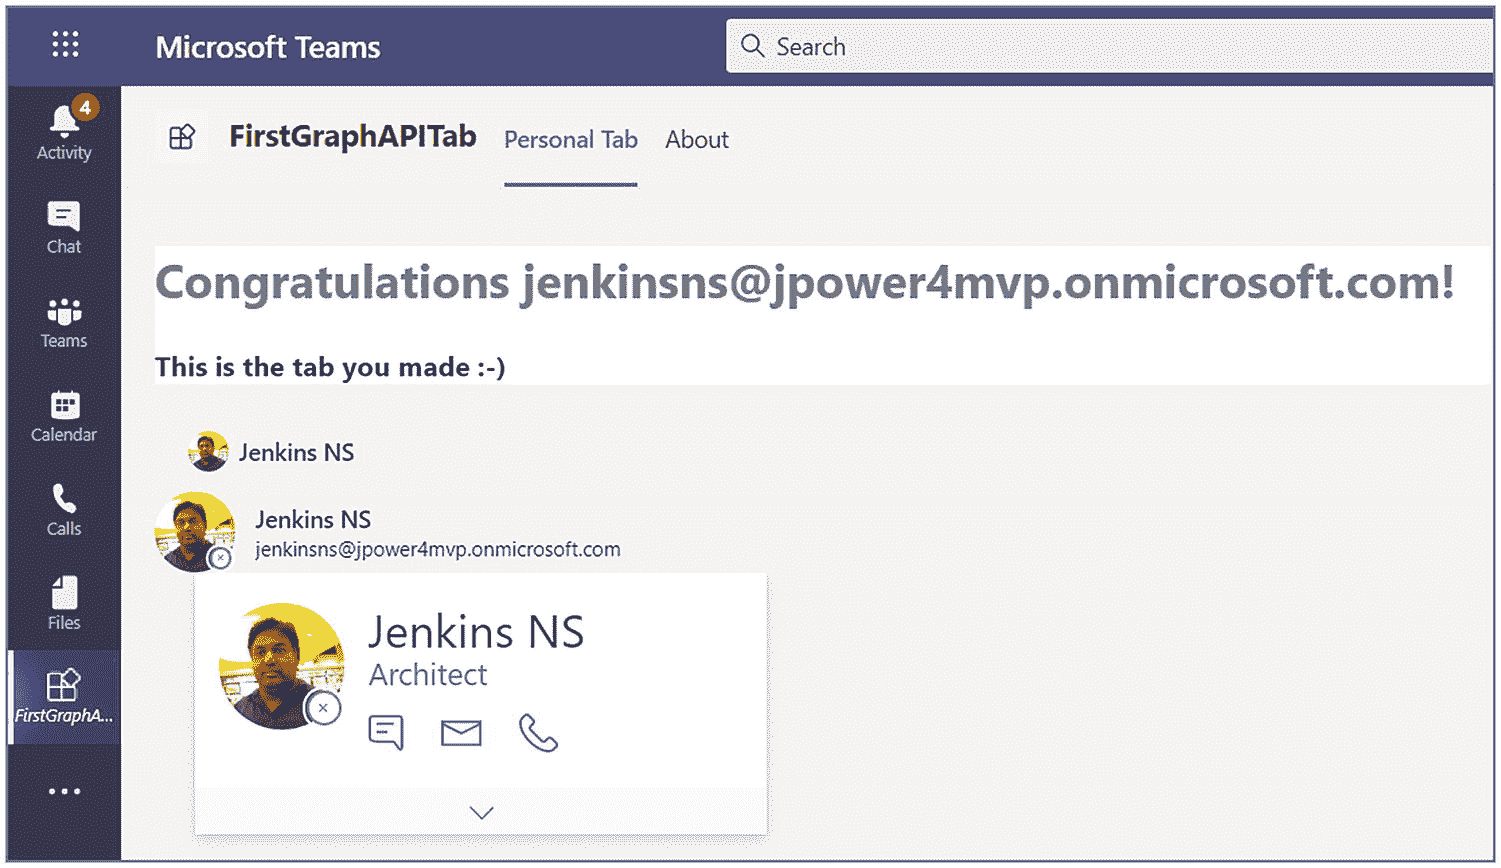 Microsoft Teams
Search
4
Activity
Chat
Teams
Calendar
Calls
Files
FirstGraphA...
FirstGraphAPITab
Personal Tab
About
Congratulations jenkinsns@jpower4mvp.onmicrosoft.com!
This is the tab you made :-)
Jenkins NS
Jenkins NS
jenkinsns@jpower4mvp.onmicrosoft.com
Jenkins NS
Architect